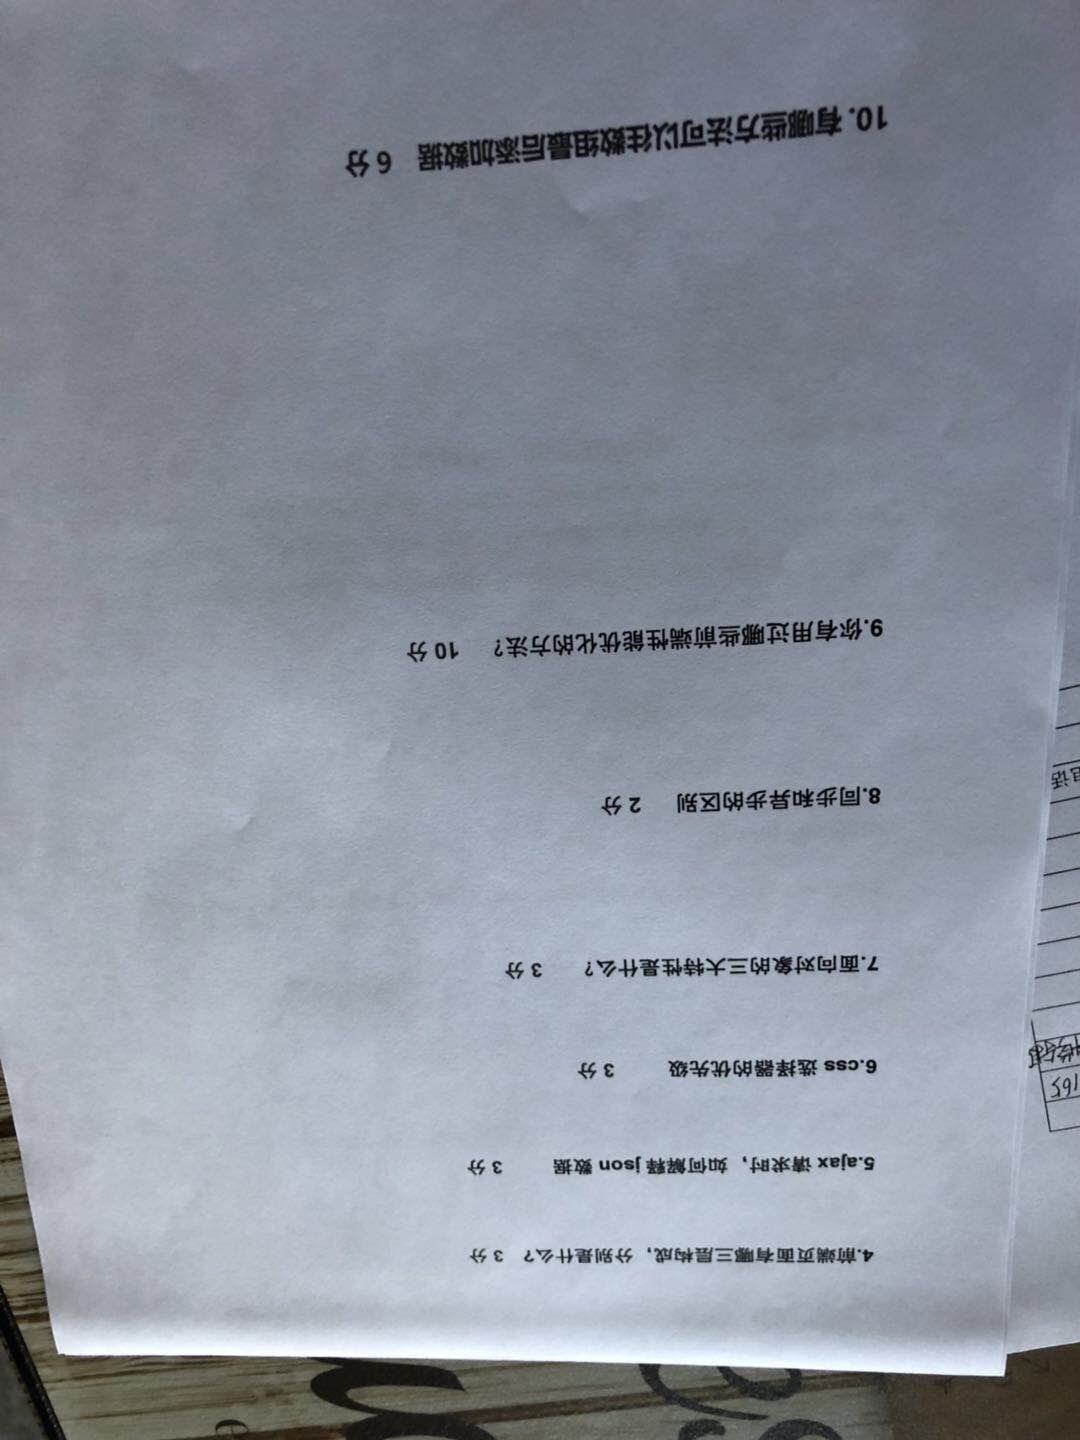 4.前端页面有哪三层构成，分别是什么？ 3 分
5.ajax 请求时，如何解释 json 数据 3 分
6.css 选择器的优先级 3 分
7.面向对象的三大特性是什么？ 3 分
8.同步和异步的区别 2 分
9.你有用过哪些前端性能优化的方法？ 10 分
10.有哪些方法可以往数组最后添加数据 6 分
电话